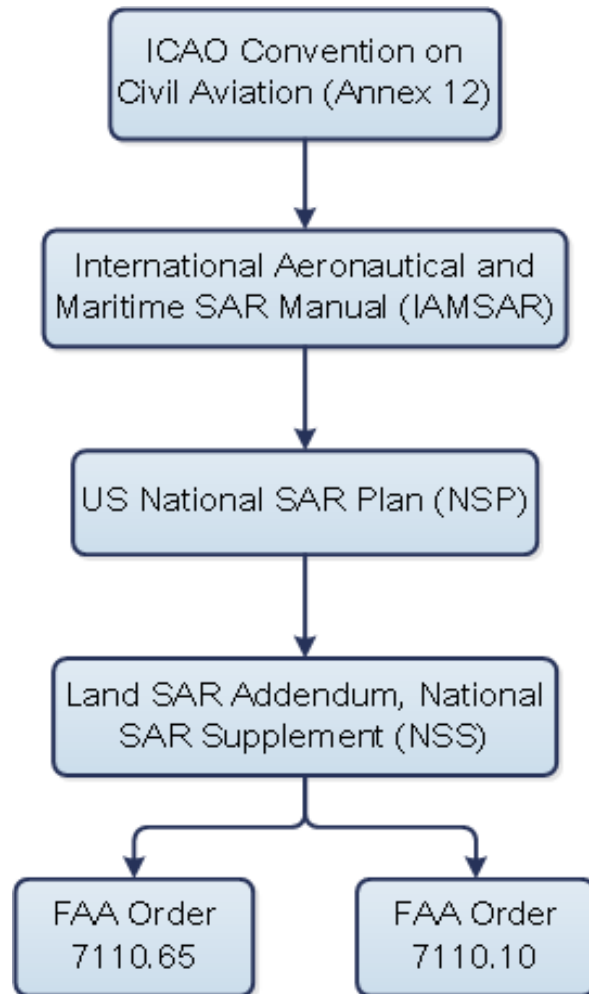 ICAO Convention on
Civil Aviation (Annex 12)
International Aeronautical and
Maritime SAR Manual (IAMSAR)
US National SAR Plan (NSP)
Land SAR Addendum, National
SAR Supplement (NSS)
FAA Order
7110.65
FAA Order
7110.10